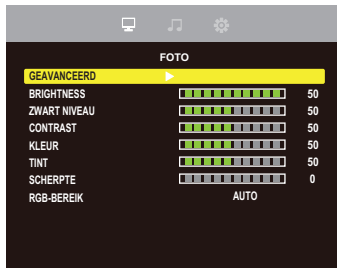 FOTO
GEAVANCEERD
BRIGHTNESS 50
ZWART NIVEAU 50
CONTRAST 50
KLEUR 50
TINT 50
SCHERPTE 0
RGB-BEREIK AUTO